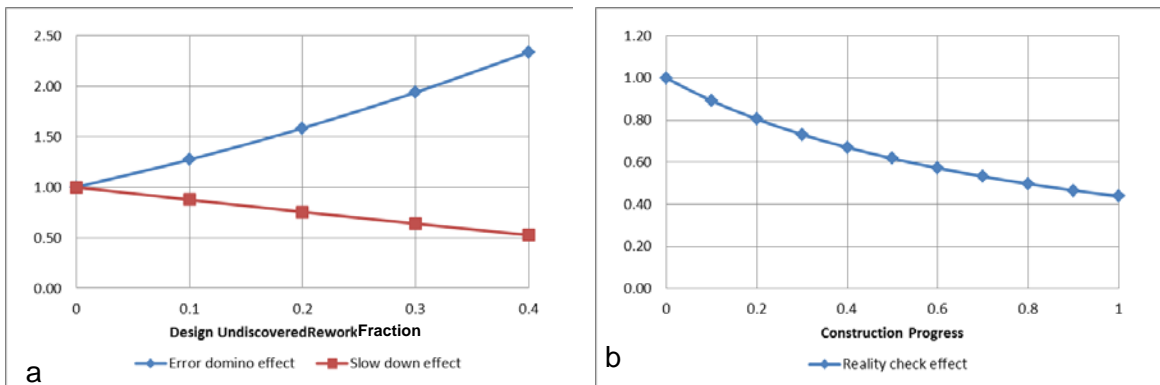 2.50
2.00
1.50
1.00
0.50
0.00
0 0.1 0.2 0.3 0.4
Design UndiscoveredReworkFraction
Error domino effect Slow down effect
a
1.20
1.00
0.80
0.60
0.40
0.20
0.00
0 0.2 0.4 0.6 0.8 1
Construction Progress
Reality check effect
b